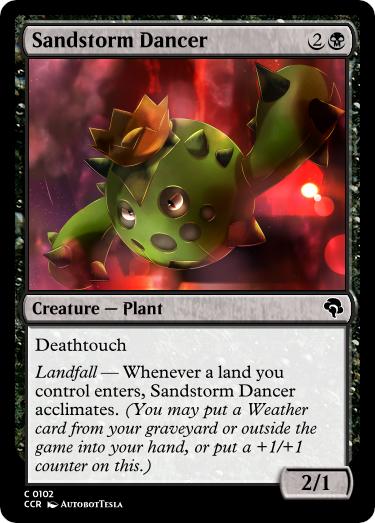 Sandstorm Dancer 2
Creature — Plant
Deathtouch
Landfall — Whenever a land you
control enters, Sandstorm Dancer
acclimates. (You may put a Weather
card from your graveyard or outside the
game into your hand, or put a +1/+1
counter on this.)
2/1
C 0102
CCR AutobotTesla